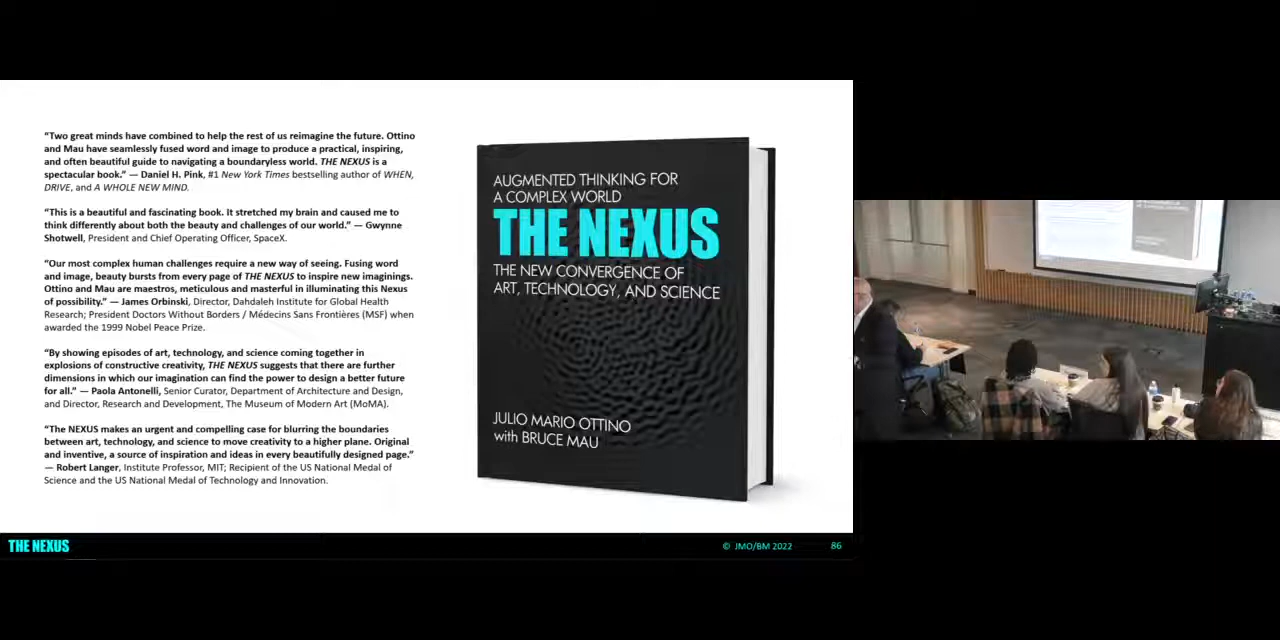 “Two great minds have combined to help the rest of us reimagine the future. Ottino
and Mau have seamlessly fused word and image to produce a practical, inspiring,
and often beautiful guide to navigating a boundaryless world. THE NEXUS is a
spectacular book.” — Daniel H. Pink, #1 New York Times bestselling author of WHEN,
DRIVE, and A WHOLE NEW MIND.
“This is a beautiful and fascinating book. It stretched my brain and caused me to
think differently about both the beauty and challenges of our world.” — Gwynne
Shotwell, President and Chief Operating Officer, SpaceX.
“Our most complex human challenges require a new way of seeing. Fusing word
and image, beauty bursts from every page of THE NEXUS to inspire new imaginings.
Ottino and Mau are maestros, meticulous and masterful in illuminating this Nexus
of possibility.” — James Orbinski, Director, Dahdaleh Institute for Global Health
Research; President Doctors Without Borders / Médecins Sans Frontières (MSF) when
awarded the 1999 Nobel Peace Prize.
“By showing episodes of art, technology, and science coming together in
explosions of constructive creativity, THE NEXUS suggests that there are further
dimensions in which our imagination can find the power to design a better future
for all.” — Paola Antonelli, Senior Curator, Department of Architecture and Design,
and Director, Research and Development, The Museum of Modern Art (MoMA).
“The NEXUS makes an urgent and compelling case for blurring the boundaries
between art, technology, and science to move creativity to a higher plane. Original
and inventive, a source of inspiration and ideas in every beautifully designed page.”
— Robert Langer, Institute Professor, MIT; Recipient of the US National Medal of
Science and the US National Medal of Technology and Innovation.
AUGMENTED THINKING FOR
A COMPLEX WORLD
THE NEXUS
THE NEW CONVERGENCE OF
ART, TECHNOLOGY, AND SCIENCE
JULIO MARIO OTTINO
with BRUCE MAU
THE NEXUS
© JMO/BM 2022
86